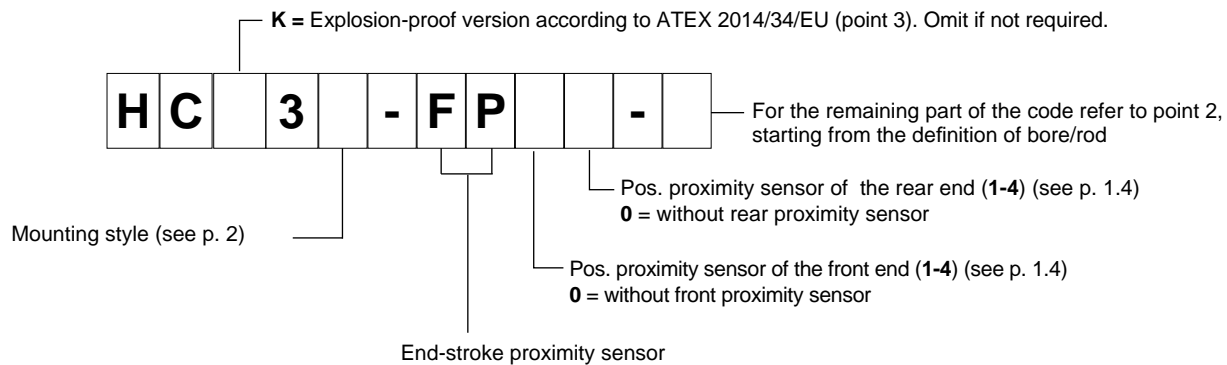 K = Explosion-proof version according to ATEX 2014/34/EU (point 3). Omit if not required.
H C 3 - F P -
For the remaining part of the code refer to point 2,
starting from the definition of bore/rod
Pos. proximity sensor of the rear end (1-4) (see p. 1.4)
0 = without rear proximity sensor
Mounting style (see p. 2)
Pos. proximity sensor of the front end (1-4) (see p. 1.4)
0 = without front proximity sensor
End-stroke proximity sensor